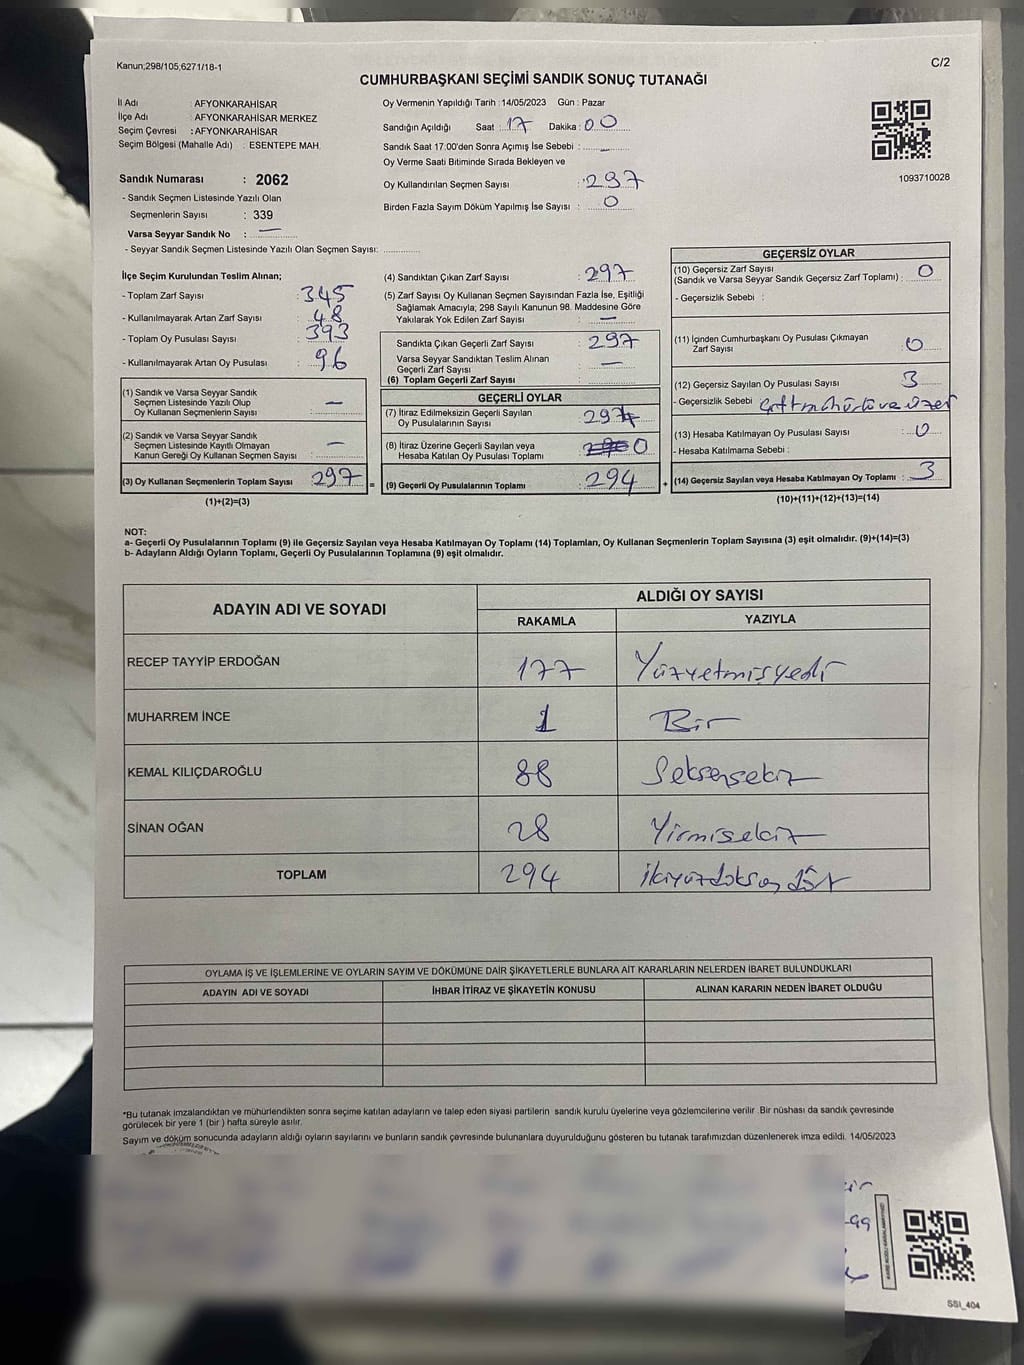 Kanun;298/105;6271/18-1
C/2
CUMHURBAŞKANI SEÇİMİ SANDIK SONUÇ TUTANAĞI
İl Adı : AFYONKARAHİSAR
İlçe Adı : AFYONKARAHİSAR MERKEZ
Seçim Çevresi : AFYONKARAHİSAR
Seçim Bölgesi (Mahalle Adı) : ESENTEPE MAH.
Sandık Numarası : 2062
- Sandık Seçmen Listesinde Yazılı Olan
Seçmenlerin Sayısı : 339
Varsa Seyyar Sandık No : —
- Seyyar Sandık Seçmen Listesinde Yazılı Olan Seçmen Sayısı: ............
Oy Vermenin Yapıldığı Tarih : 14/05/2023 Gün : Pazar
Sandığın Açıldığı Saat : 17 Dakika : 00
Sandık Saat 17:00'den Sonra Açımış İse Sebebi : —
Oy Verme Saati Bitiminde Sırada Bekleyen ve
Oy Kullandırılan Seçmen Sayısı : 297
Birden Fazla Sayım Döküm Yapılmış İse Sayısı : 0
1093710028
İlçe Seçim Kurulundan Teslim Alınan;
- Toplam Zarf Sayısı : 345
- Kullanılmayarak Artan Zarf Sayısı : 48
- Toplam Oy Pusulası Sayısı : 393
- Kullanılmayarak Artan Oy Pusulası : 96
(1) Sandık ve Varsa Seyyar Sandık
Seçmen Listesinde Yazılı Olup
Oy Kullanan Seçmenlerin Sayısı : —
(2) Sandık ve Varsa Seyyar Sandık
Seçmen Listesinde Kayıtlı Olmayan
Kanun Gereği Oy Kullanan Seçmen Sayısı : —
(3) Oy Kullanan Seçmenlerin Toplam Sayısı : 297 =
(1)+(2)=(3)
(4) Sandıktan Çıkan Zarf Sayısı : 297
(5) Zarf Sayısı Oy Kullanan Seçmen Sayısından Fazla İse, Eşitliği
Sağlamak Amacıyla; 298 Sayılı Kanunun 98. Maddesine Göre
Yakılarak Yok Edilen Zarf Sayısı : —
Sandıkta Çıkan Geçerli Zarf Sayısı : 297
Varsa Seyyar Sandıktan Teslim Alınan
Geçerli Zarf Sayısı : —
(6) Toplam Geçerli Zarf Sayısı :
GEÇERLİ OYLAR
(7) İtiraz Edilmeksizin Geçerli Sayılan
Oy Pusulalarının Sayısı : 294
(8) İtiraz Üzerine Geçerli Sayılan veya
Hesaba Katılan Oy Pusulası Toplamı : 0
(9) Geçerli Oy Pusulalarının Toplamı : 294 +
GEÇERSİZ OYLAR
(10) Geçersiz Zarf Sayısı
(Sandık ve Varsa Seyyar Sandık Geçersiz Zarf Toplamı) : 0
- Geçersizlik Sebebi :
(11) İçinden Cumhurbaşkanı Oy Pusulası Çıkmayan
Zarf Sayısı : 0
(12) Geçersiz Sayılan Oy Pusulası Sayısı : 3
- Geçersizlik Sebebi
(13) Hesaba Katılmayan Oy Pusulası Sayısı : 0
- Hesaba Katılmama Sebebi :
(14) Geçersiz Sayılan veya Hesaba Katılmayan Oy Toplamı : 3
(10)+(11)+(12)+(13)=(14)
NOT:
a- Geçerli Oy Pusulalarının Toplamı (9) ile Geçersiz Sayılan veya Hesaba Katılmayan Oy Toplamı (14) Toplamları, Oy Kullanan Seçmenlerin Toplam Sayısına (3) eşit olmalıdır. (9)+(14)=(3)
b- Adayların Aldığı Oyların Toplamı, Geçerli Oy Pusulalarının Toplamına (9) eşit olmalıdır.
ADAYIN ADI VE SOYADI ALDIĞI OY SAYISI
RAKAMLA YAZIYLA
RECEP TAYYİP ERDOĞAN 177 Yüzyetmişyedi
MUHARREM İNCE 1 Bir
KEMAL KILIÇDAROĞLU 88 Seksensekiz
SİNAN OĞAN 28 Yirmisekiz
TOPLAM 294 ikiyüzdoksan dört
OYLAMA İŞ VE İŞLEMLERİNE VE OYLARIN SAYIM VE DÖKÜMÜNE DAİR ŞİKAYETLERLE BUNLARA AİT KARARLARIN NELERDEN İBARET BULUNDUKLARI
ADAYIN ADI VE SOYADI İHBAR İTİRAZ VE ŞİKAYETİN KONUSU ALINAN KARARIN NEDEN İBARET OLDUĞU
*Bu tutanak imzalandıktan ve mühürlendikten sonra seçime katılan adayların ve talep eden siyasi partilerin sandık kurulu üyelerine veya gözlemcilerine verilir .Bir nüshası da sandık çevresinde
görülecek bir yere 1 (bir ) hafta süreyle asılır.
Sayım ve döküm sonucunda adayların aldığı oyların sayılarını ve bunların sandık çevresinde bulunanlara duyurulduğunu gösteren bu tutanak tarafımızdan düzenlenerek imza edildi. 14/05/2023
SSI_404